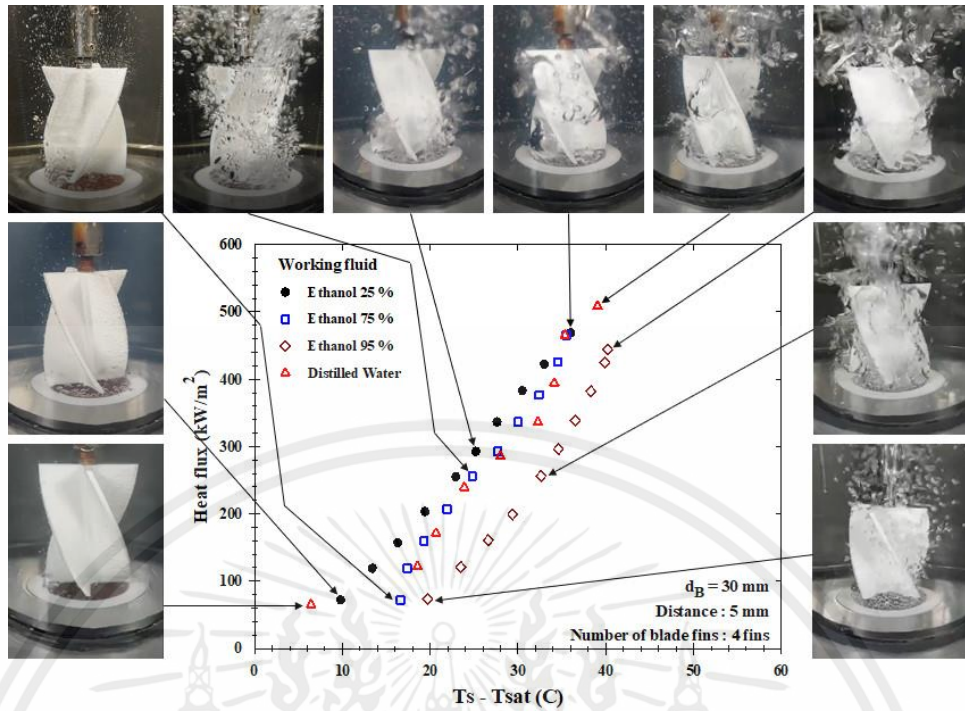 600
Working fluid
Ethanol 25 %
Ethanol 75 %
Ethanol 95 %
Distilled Water
500
400
300
200
100
0
Heat flux (kW/m²)
d_B = 30 mm
Distance : 5 mm
Number of blade fins : 4 fins
0 10 20 30 40 50 60
Ts - Tsat (C)